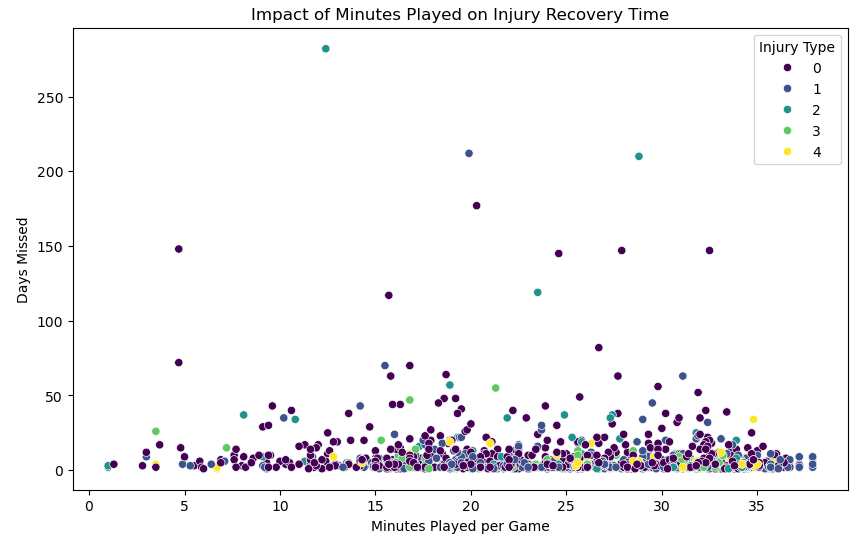 Impact of Minutes Played on Injury Recovery Time
Injury Type
0
1
2
3
4
250
200
150
100
50
0
Days Missed
0 5 10 15 20 25 30 35
Minutes Played per Game